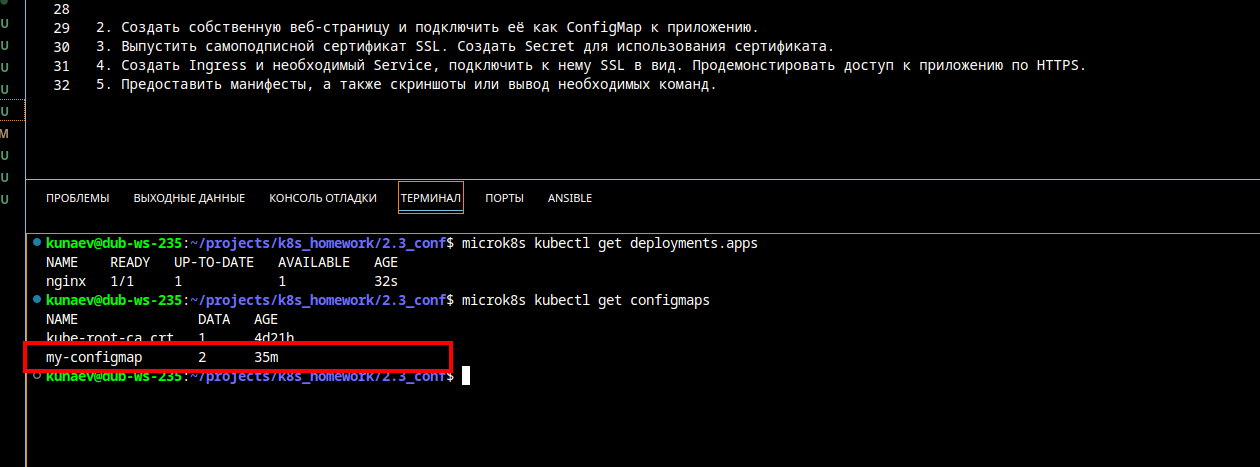 28
29 2. Создать собственную веб-страницу и подключить её как ConfigMap к приложению.
30 3. Выпустить самоподписной сертификат SSL. Создать Secret для использования сертификата.
31 4. Создать Ingress и необходимый Service, подключить к нему SSL в вид. Продемонстировать доступ к приложению по HTTPS.
32 5. Предоставить манифесты, а также скриншоты или вывод необходимых команд.
U
U
U
U
U
M
U
U
U
ПРОБЛЕМЫ ВЫХОДНЫЕ ДАННЫЕ КОНСОЛЬ ОТЛАДКИ ТЕРМИНАЛ ПОРТЫ ANSIBLE
kunaev@dub-ws-235:~/projects/k8s_homework/2.3_conf$ microk8s kubectl get deployments.apps
NAME READY UP-TO-DATE AVAILABLE AGE
nginx 1/1 1 1 32s
kunaev@dub-ws-235:~/projects/k8s_homework/2.3_conf$ microk8s kubectl get configmaps
NAME DATA AGE
kube-root-ca.crt 1 4d21h
my-configmap 2 35m
kunaev@dub-ws-235:~/projects/k8s_homework/2.3_conf$